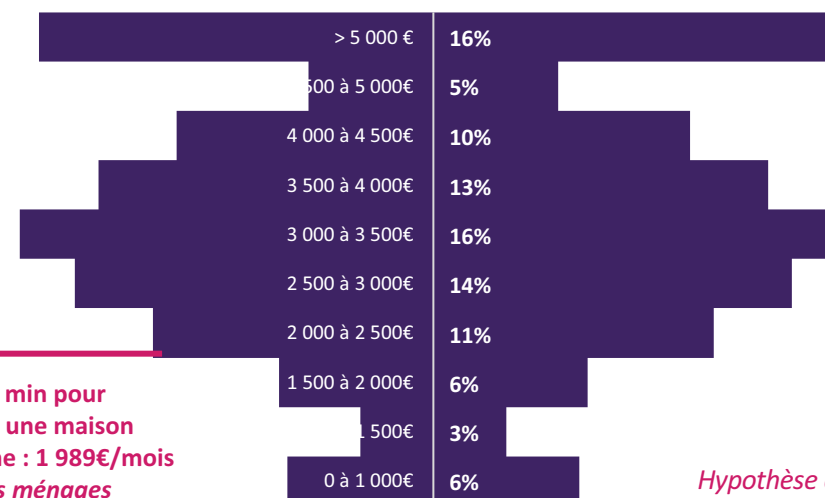 > 5 000 € 16%
500 à 5 000€ 5%
4 000 à 4 500€ 10%
3 500 à 4 000€ 13%
3 000 à 3 500€ 16%
2 500 à 3 000€ 14%
2 000 à 2 500€ 11%
1 500 à 2 000€ 6%
1 500€ 3%
0 à 1 000€ 6%
min pour
une maison
: 1 989€/mois
ménages
Hypothèse